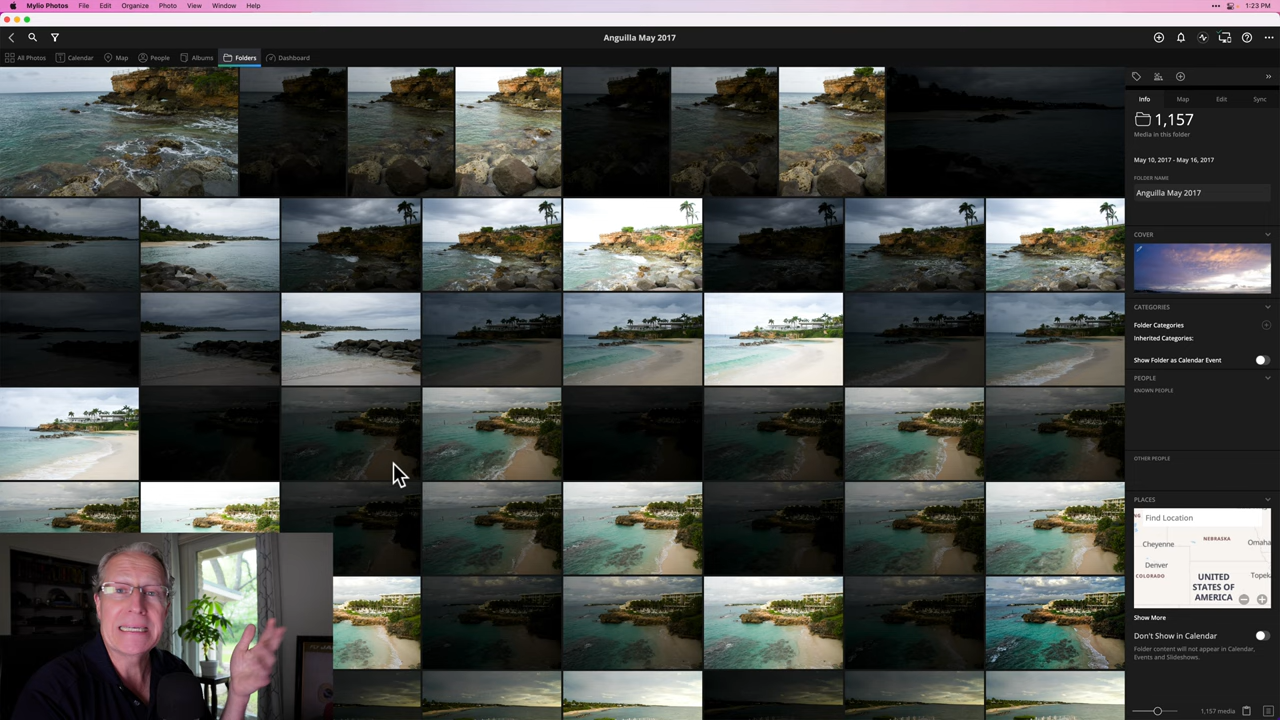 Mylio Photos File Edit Organize Photo View Window Help 1:23 PM
Anguilla May 2017
All Photos Calendar Map People Albums Folders Dashboard
Info Map Edit Sync
1,157
Media in this folder
May 10, 2017 - May 16, 2017
FOLDER NAME
Anguilla May 2017
COVER
CATEGORIES
Folder Categories
Inherited Categories:
Show Folder as Calendar Event
PEOPLE
KNOWN PEOPLE
OTHER PEOPLE
PLACES
Find Location
Cheyenne
NEBRASKA
Omaha
Denver
COLORADO
Topek
UNITED
STATES OF
AMERICA
Show More
Don't Show in Calendar
Folder content will not appear in Calendar,
Events and Slideshows.
1,157 media